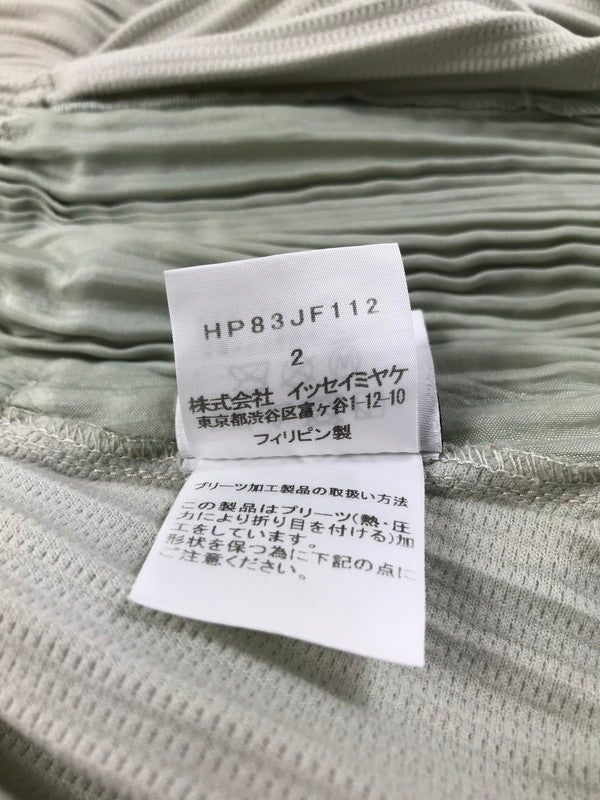 HP83JF112
2
株式会社 イッセイミヤケ
東京都渋谷区富ヶ谷1-12-10
フィリピン製
プリーツ加工製品の取扱い方法
この製品はプリーツ(熱・圧
力により折り目を付ける)加
工をしています。
形状を保つ為に下記の点に
ご注意ください。